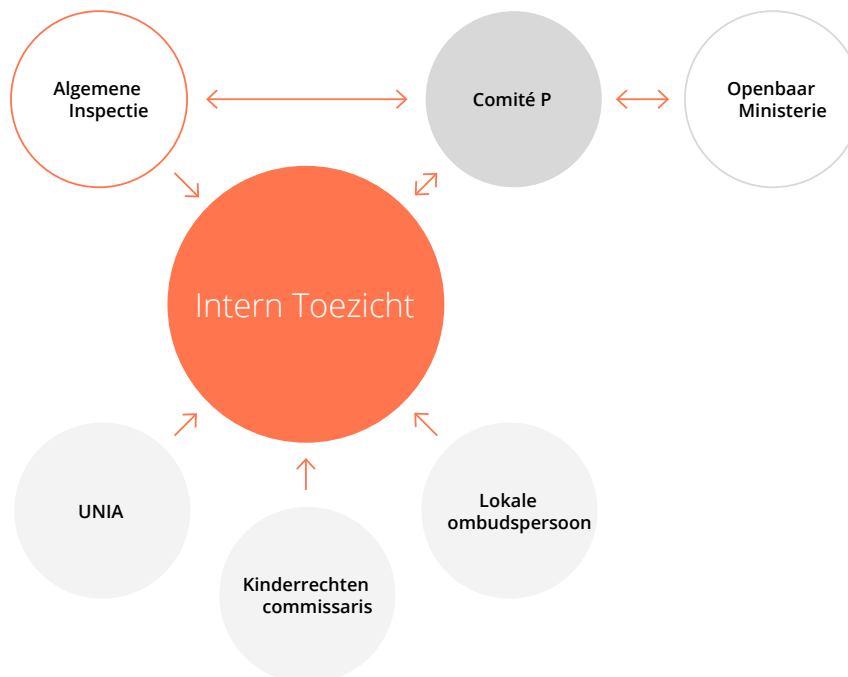 Algemene
Inspectie
Comité P
Openbaar
Ministerie
Intern Toezicht
UNIA
Lokale
ombudspersoon
Kinderrechten
commissaris